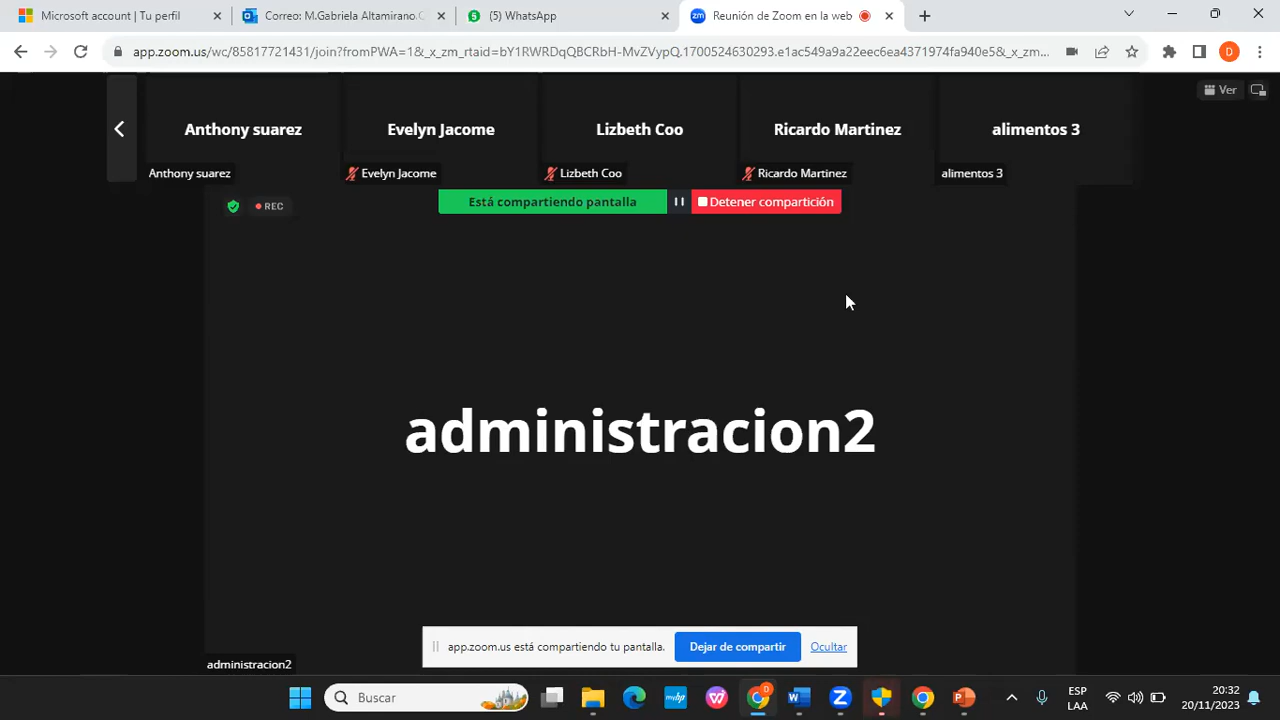 Microsoft account | Tu perfil
Correo: M.Gabriela Altamirano.
(5) WhatsApp
Reunión de Zoom en la web
app.zoom.us/wc/85817721431/join?fromPWA=1&_x_zm_rtaid=bY1RWRDqQBCRbH-MvZVypQ.1700524630293.e1ac549a9a22eec6ea4371974fa940e5&_x_zm...
D
Ver
Anthony suarez
Evelyn Jacome
Lizbeth Coo
Ricardo Martinez
alimentos 3
Anthony suarez
Evelyn Jacome
Lizbeth Coo
Ricardo Martinez
alimentos 3
Está compartiendo pantalla
Detener compartición
REC
administracion2
app.zoom.us está compartiendo tu pantalla.
Dejar de compartir
Ocultar
administracion2
Buscar
ESP
LAA
20:32
20/11/2023